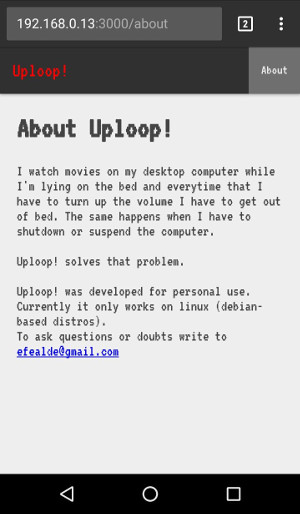 192.168.0.13:3000/about
2
Uploop!
About
About Uploop!
I watch movies on my desktop computer while
I'm lying on the bed and everytime that I
have to turn up the volume I have to get out
of bed. The same happens when I have to
shutdown or suspend the computer.
Uploop! solves that problem.
Uploop! was developed for personal use.
Currently it only works on linux (debian-
based distros).
To ask questions or doubts write to
efealde@gmail.com